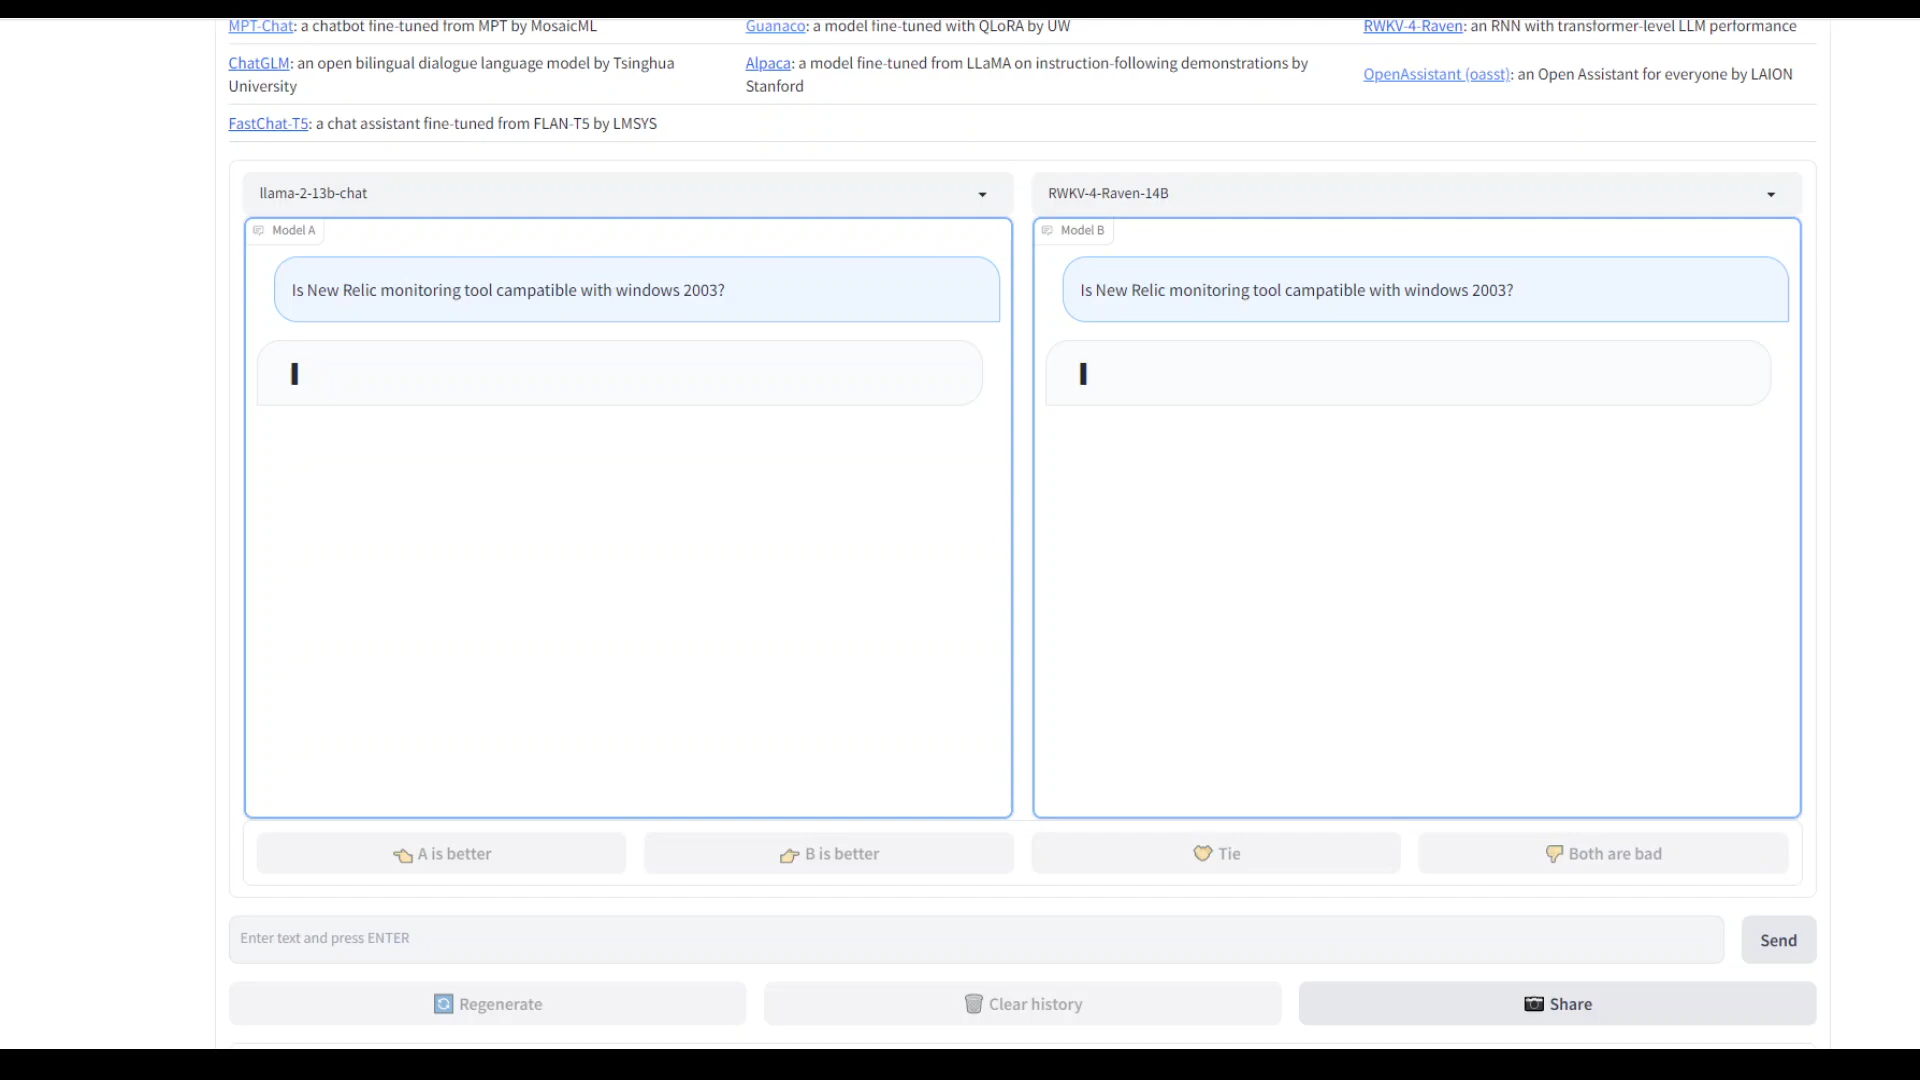 MPT-Chat: a chatbot fine-tuned from MPT by MosaicML
Guanaco: a model fine-tuned with QLoRA by UW
RWKV-4-Raven: an RNN with transformer-level LLM performance
ChatGLM: an open bilingual dialogue language model by Tsinghua
University
Alpaca: a model fine-tuned from LLaMA on instruction-following demonstrations by
Stanford
OpenAssistant (oasst): an Open Assistant for everyone by LAION
FastChat-T5: a chat assistant fine-tuned from FLAN-T5 by LMSYS
llama-2-13b-chat
RWKV-4-Raven-14B
Model A
Model B
Is New Relic monitoring tool campatible with windows 2003?
Is New Relic monitoring tool campatible with windows 2003?
👈 A is better
👉 B is better
🤝 Tie
👎 Both are bad
Enter text and press ENTER
Send
🔄 Regenerate
🗑️ Clear history
📷 Share